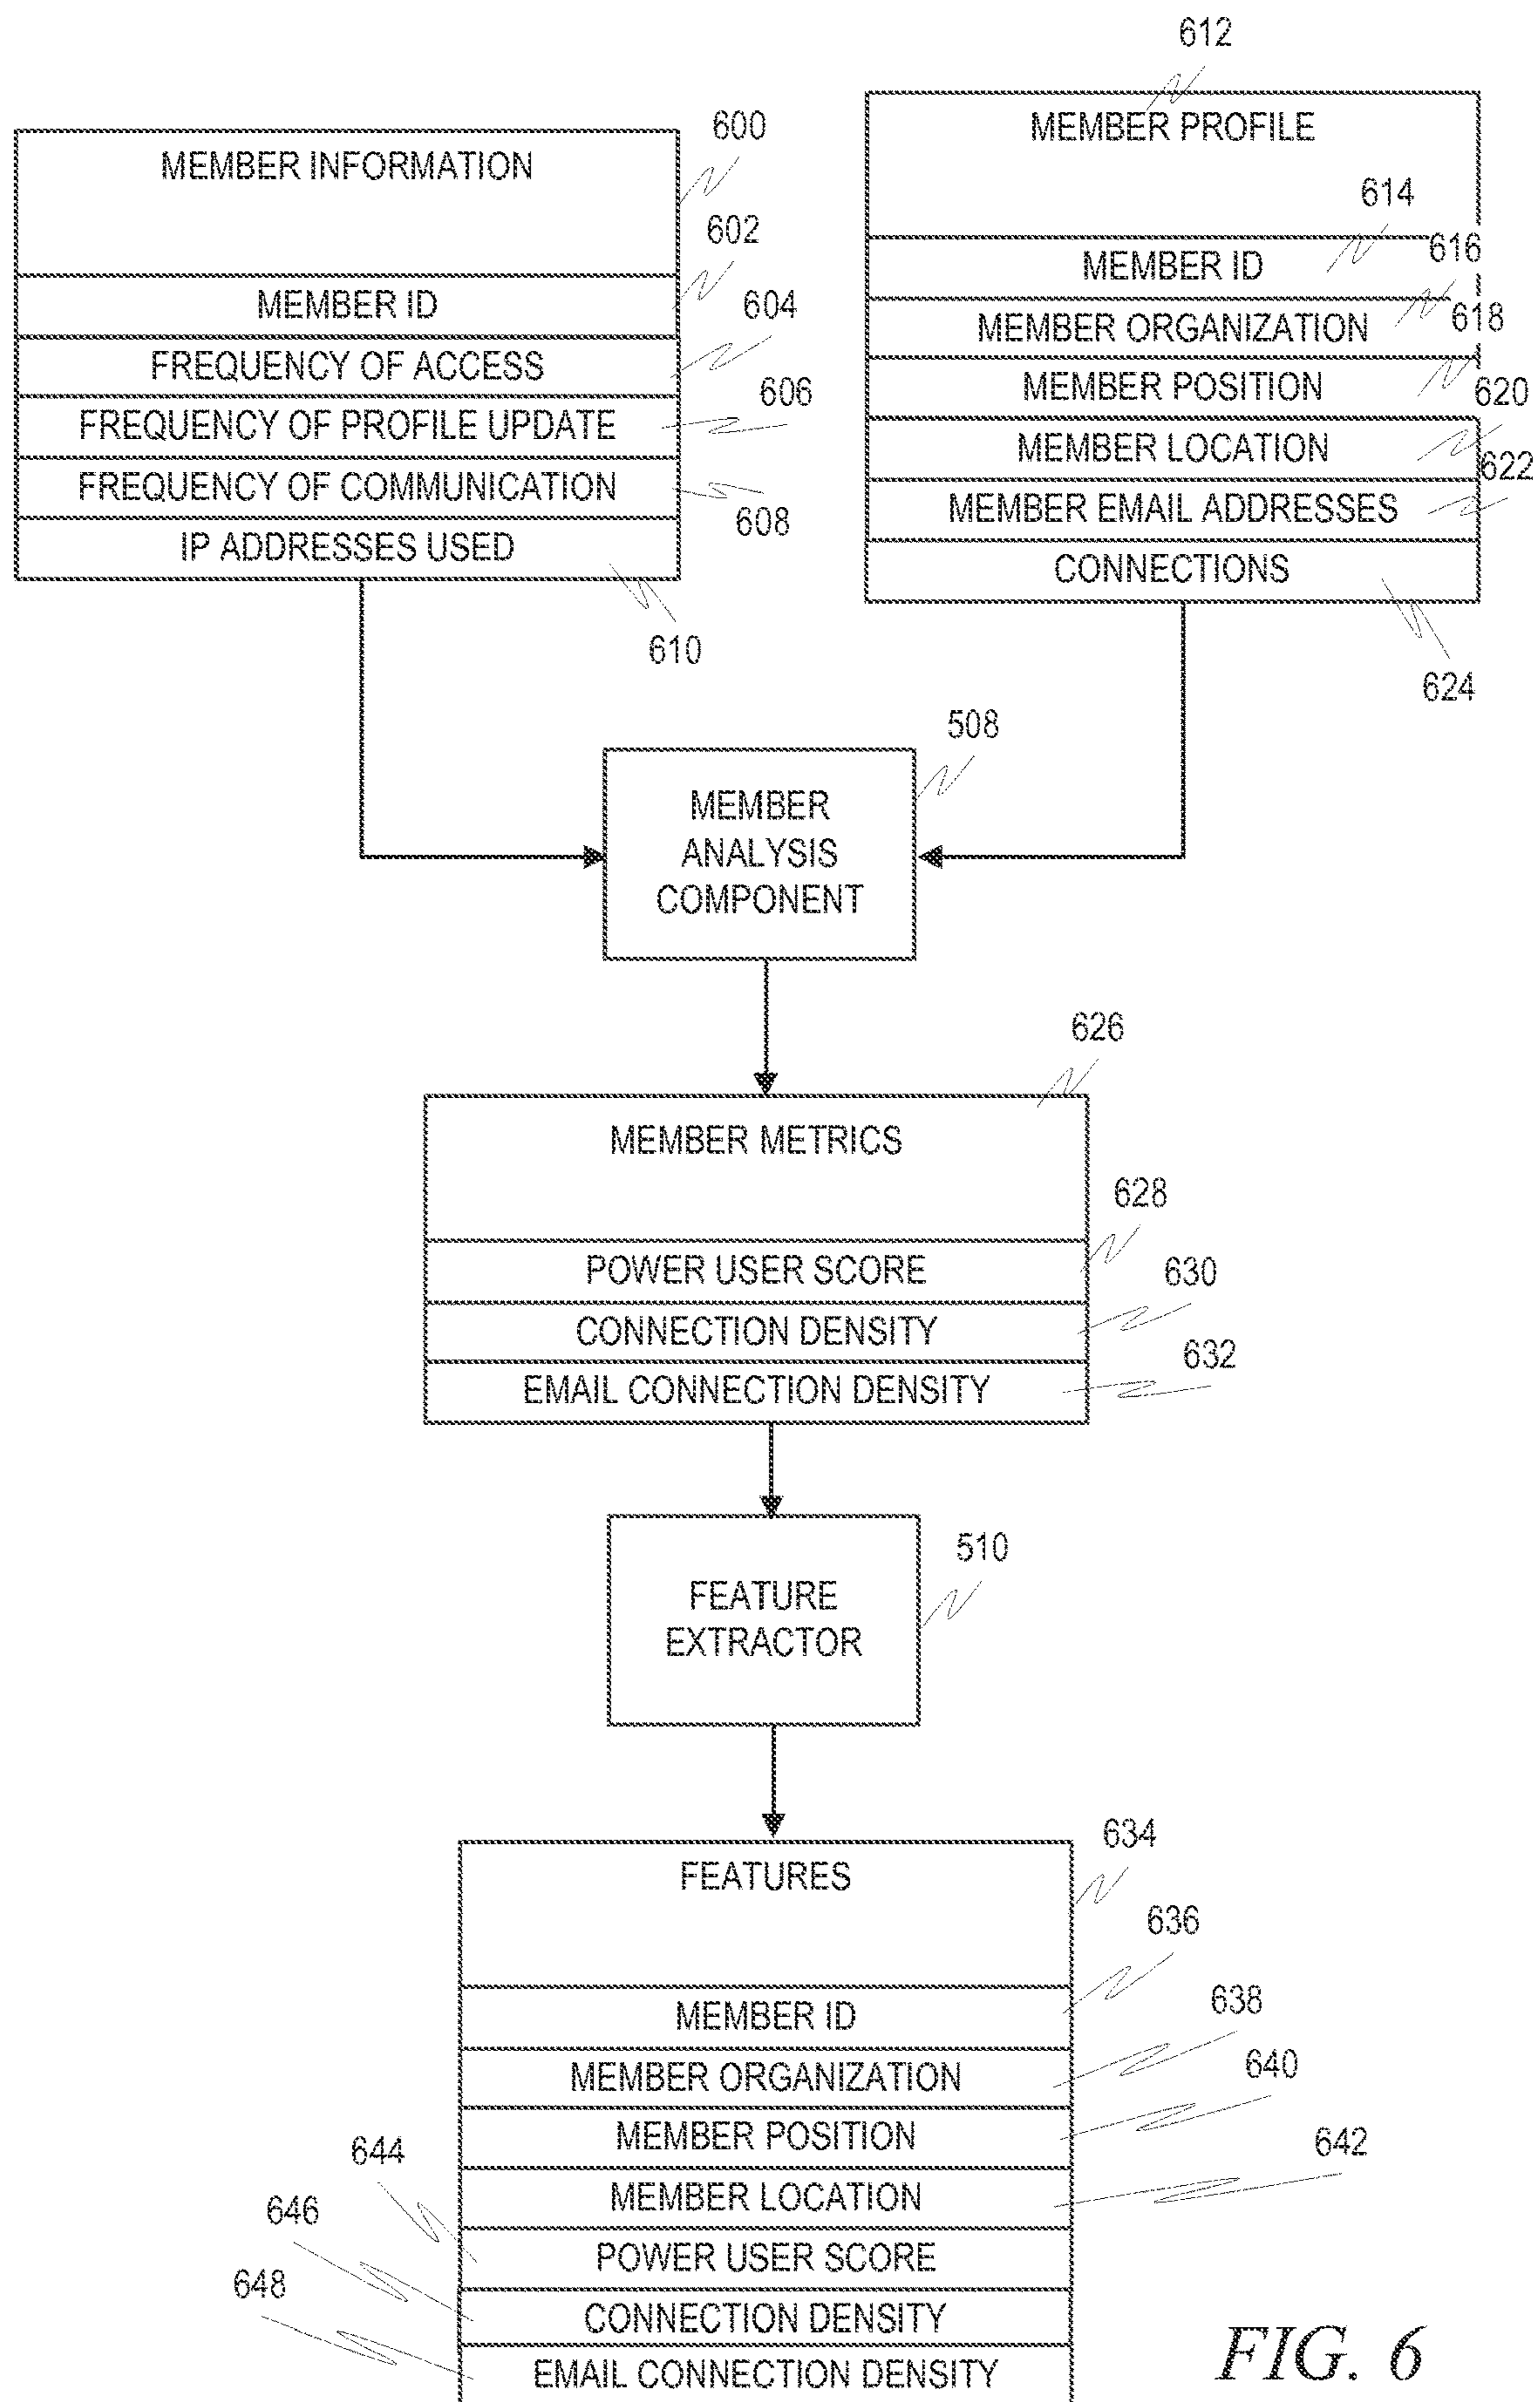 612
MEMBER PROFILE
600
MEMBER INFORMATION
614
602
616
MEMBER ID
MEMBER ID
604
618
MEMBER ORGANIZATION
FREQUENCY OF ACCESS
606
620
MEMBER POSITION
FREQUENCY OF PROFILE UPDATE
MEMBER LOCATION
622
FREQUENCY OF COMMUNICATION
MEMBER EMAIL ADDRESSES
608
IP ADDRESSES USED
CONNECTIONS
610
624
508
MEMBER
ANALYSIS
COMPONENT
626
MEMBER METRICS
628
POWER USER SCORE
630
CONNECTION DENSITY
632
EMAIL CONNECTION DENSITY
510
FEATURE
EXTRACTOR
634
FEATURES
636
MEMBER ID
638
MEMBER ORGANIZATION
640
MEMBER POSITION
644
642
MEMBER LOCATION
646
POWER USER SCORE
648
CONNECTION DENSITY
EMAIL CONNECTION DENSITY
FIG. 6